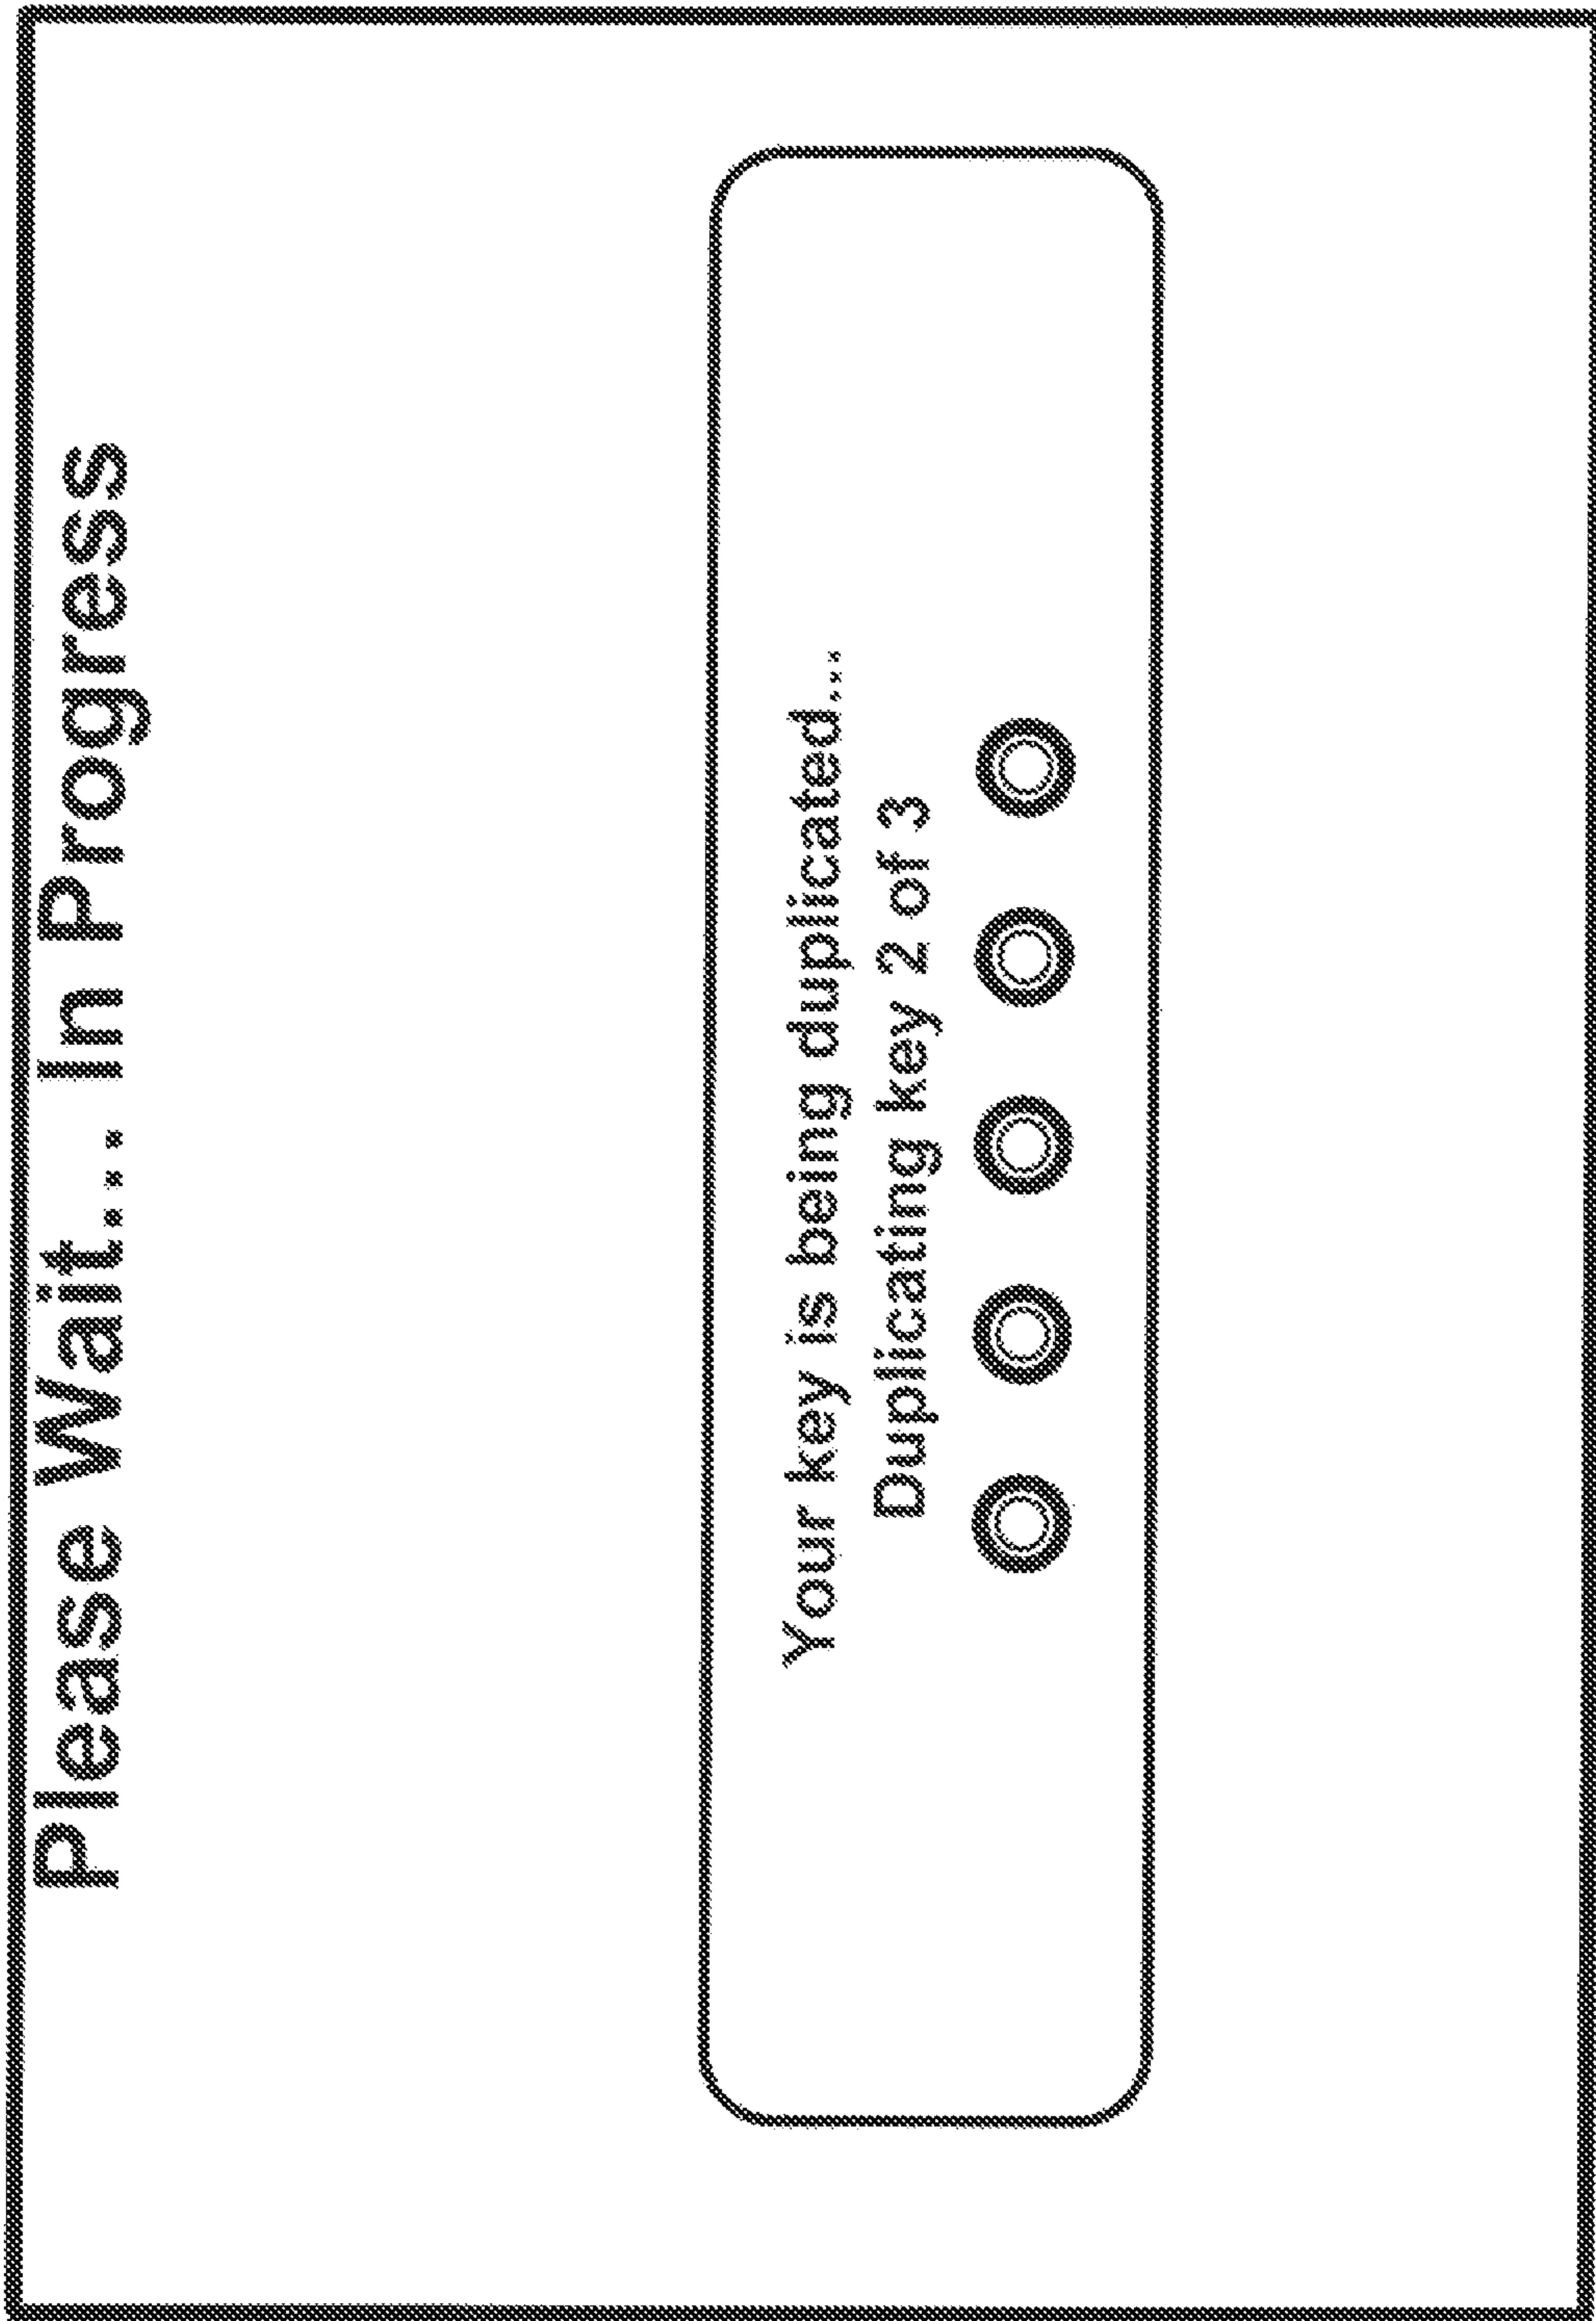 Please Wait... In Progress
Your key is being duplicated...
Duplicating key 2 of 3